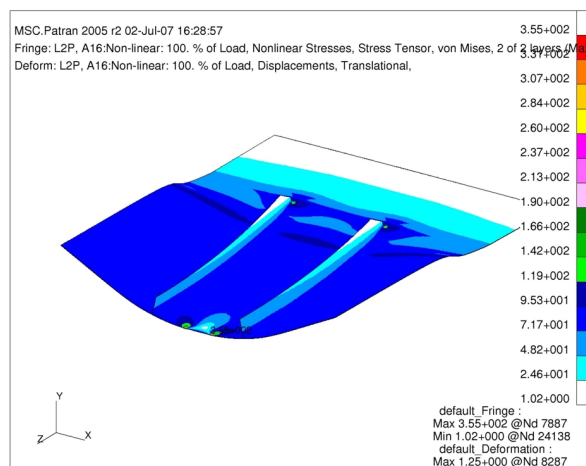 MSC.Patran 2005 r2 02-Jul-07 16:28:57
Fringe: L2P, A16:Non-linear: 100. % of Load, Nonlinear Stresses, Stress Tensor, von Mises, 2 of 2 layers (Ma
Deform: L2P, A16:Non-linear: 100. % of Load, Displacements, Translational,
3.55+002
3.31+002
3.07+002
2.84+002
2.60+002
2.37+002
2.13+002
1.90+002
1.66+002
1.42+002
1.19+002
9.53+001
7.17+001
4.82+001
2.46+001
1.02+000
Y
Z
X
default_Fringe :
Max 3.55+002 @Nd 7887
Min 1.02+000 @Nd 24138
default_Deformation :
Max 1.25+000 @Nd 8287